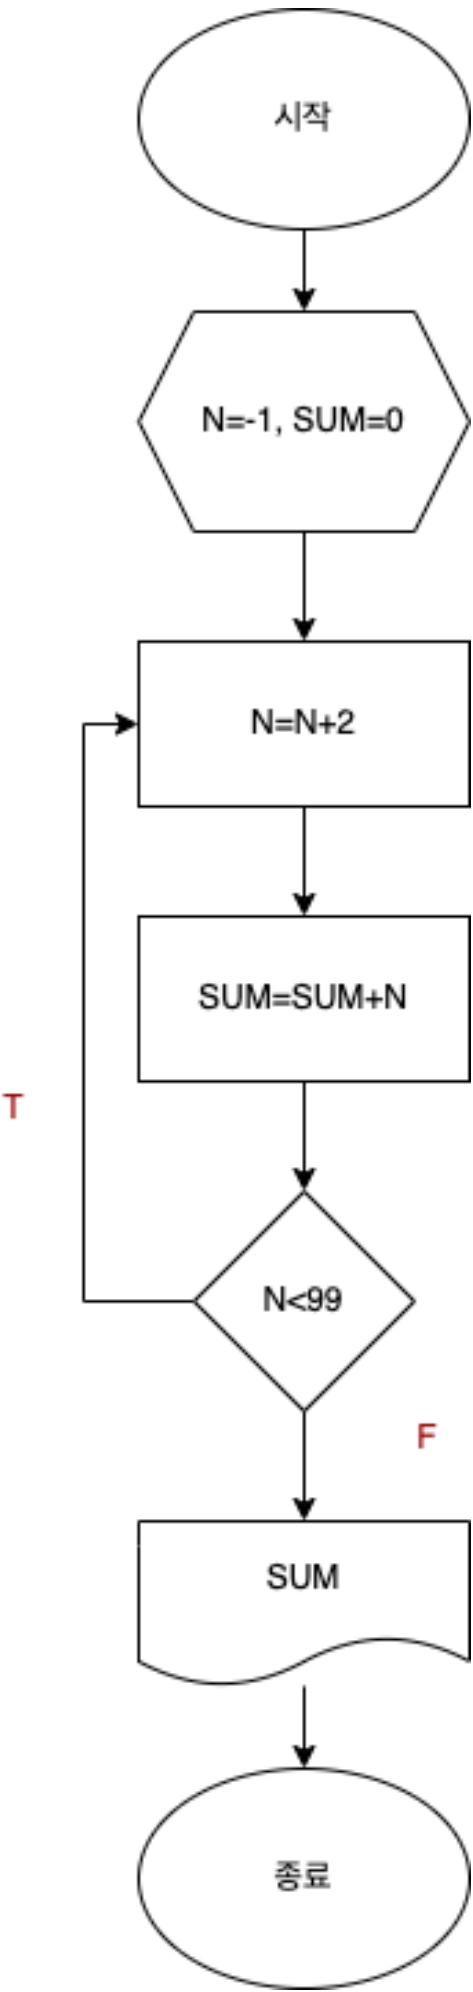 시작
N=-1, SUM=0
N=N+2
SUM=SUM+N
T
N<99
F
SUM
종료